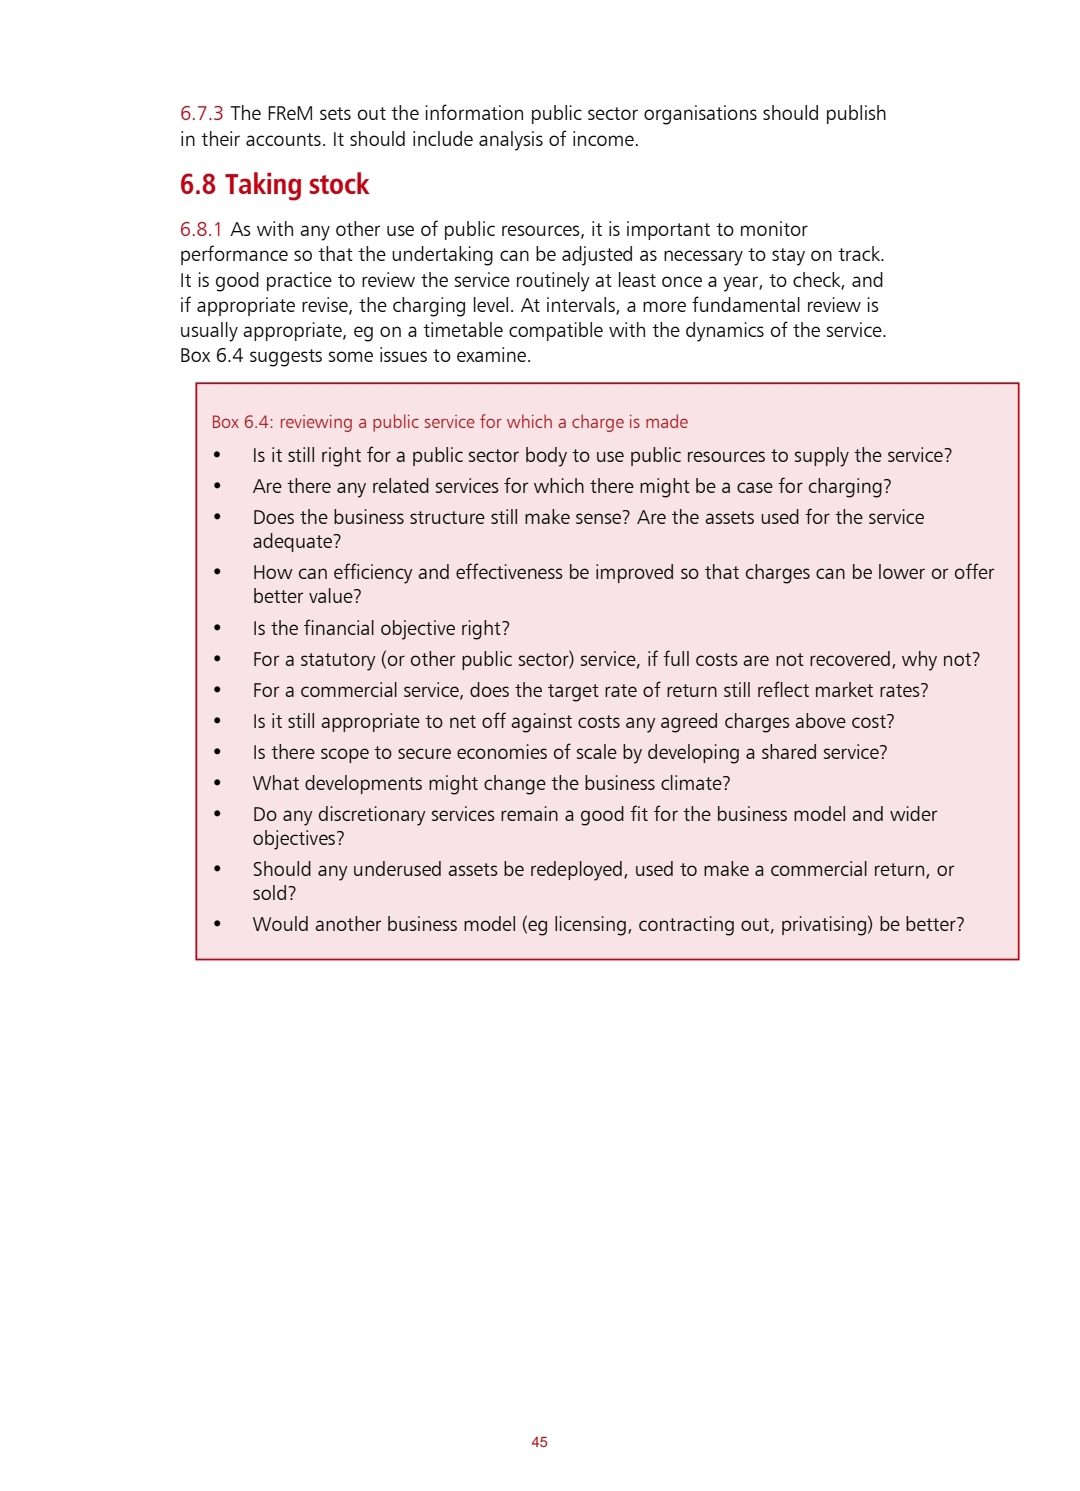 6.7.3 The FReM sets out the information public sector organisations should publish
in their accounts. It should include analysis of income.
6.8 Taking stock
6.8.1 As with any other use of public resources, it is important to monitor
performance so that the undertaking can be adjusted as necessary to stay on track.
It is good practice to review the service routinely at least once a year, to check, and
if appropriate revise, the charging level. At intervals, a more fundamental review is
usually appropriate, eg on a timetable compatible with the dynamics of the service.
Box 6.4 suggests some issues to examine.
Box 6.4: reviewing a public service for which a charge is made
• Is it still right for a public sector body to use public resources to supply the service?
• Are there any related services for which there might be a case for charging?
• Does the business structure still make sense? Are the assets used for the service
adequate?
• How can efficiency and effectiveness be improved so that charges can be lower or offer
better value?
• Is the financial objective right?
• For a statutory (or other public sector) service, if full costs are not recovered, why not?
• For a commercial service, does the target rate of return still reflect market rates?
• Is it still appropriate to net off against costs any agreed charges above cost?
• Is there scope to secure economies of scale by developing a shared service?
• What developments might change the business climate?
• Do any discretionary services remain a good fit for the business model and wider
objectives?
• Should any underused assets be redeployed, used to make a commercial return, or
sold?
• Would another business model (eg licensing, contracting out, privatising) be better?
45